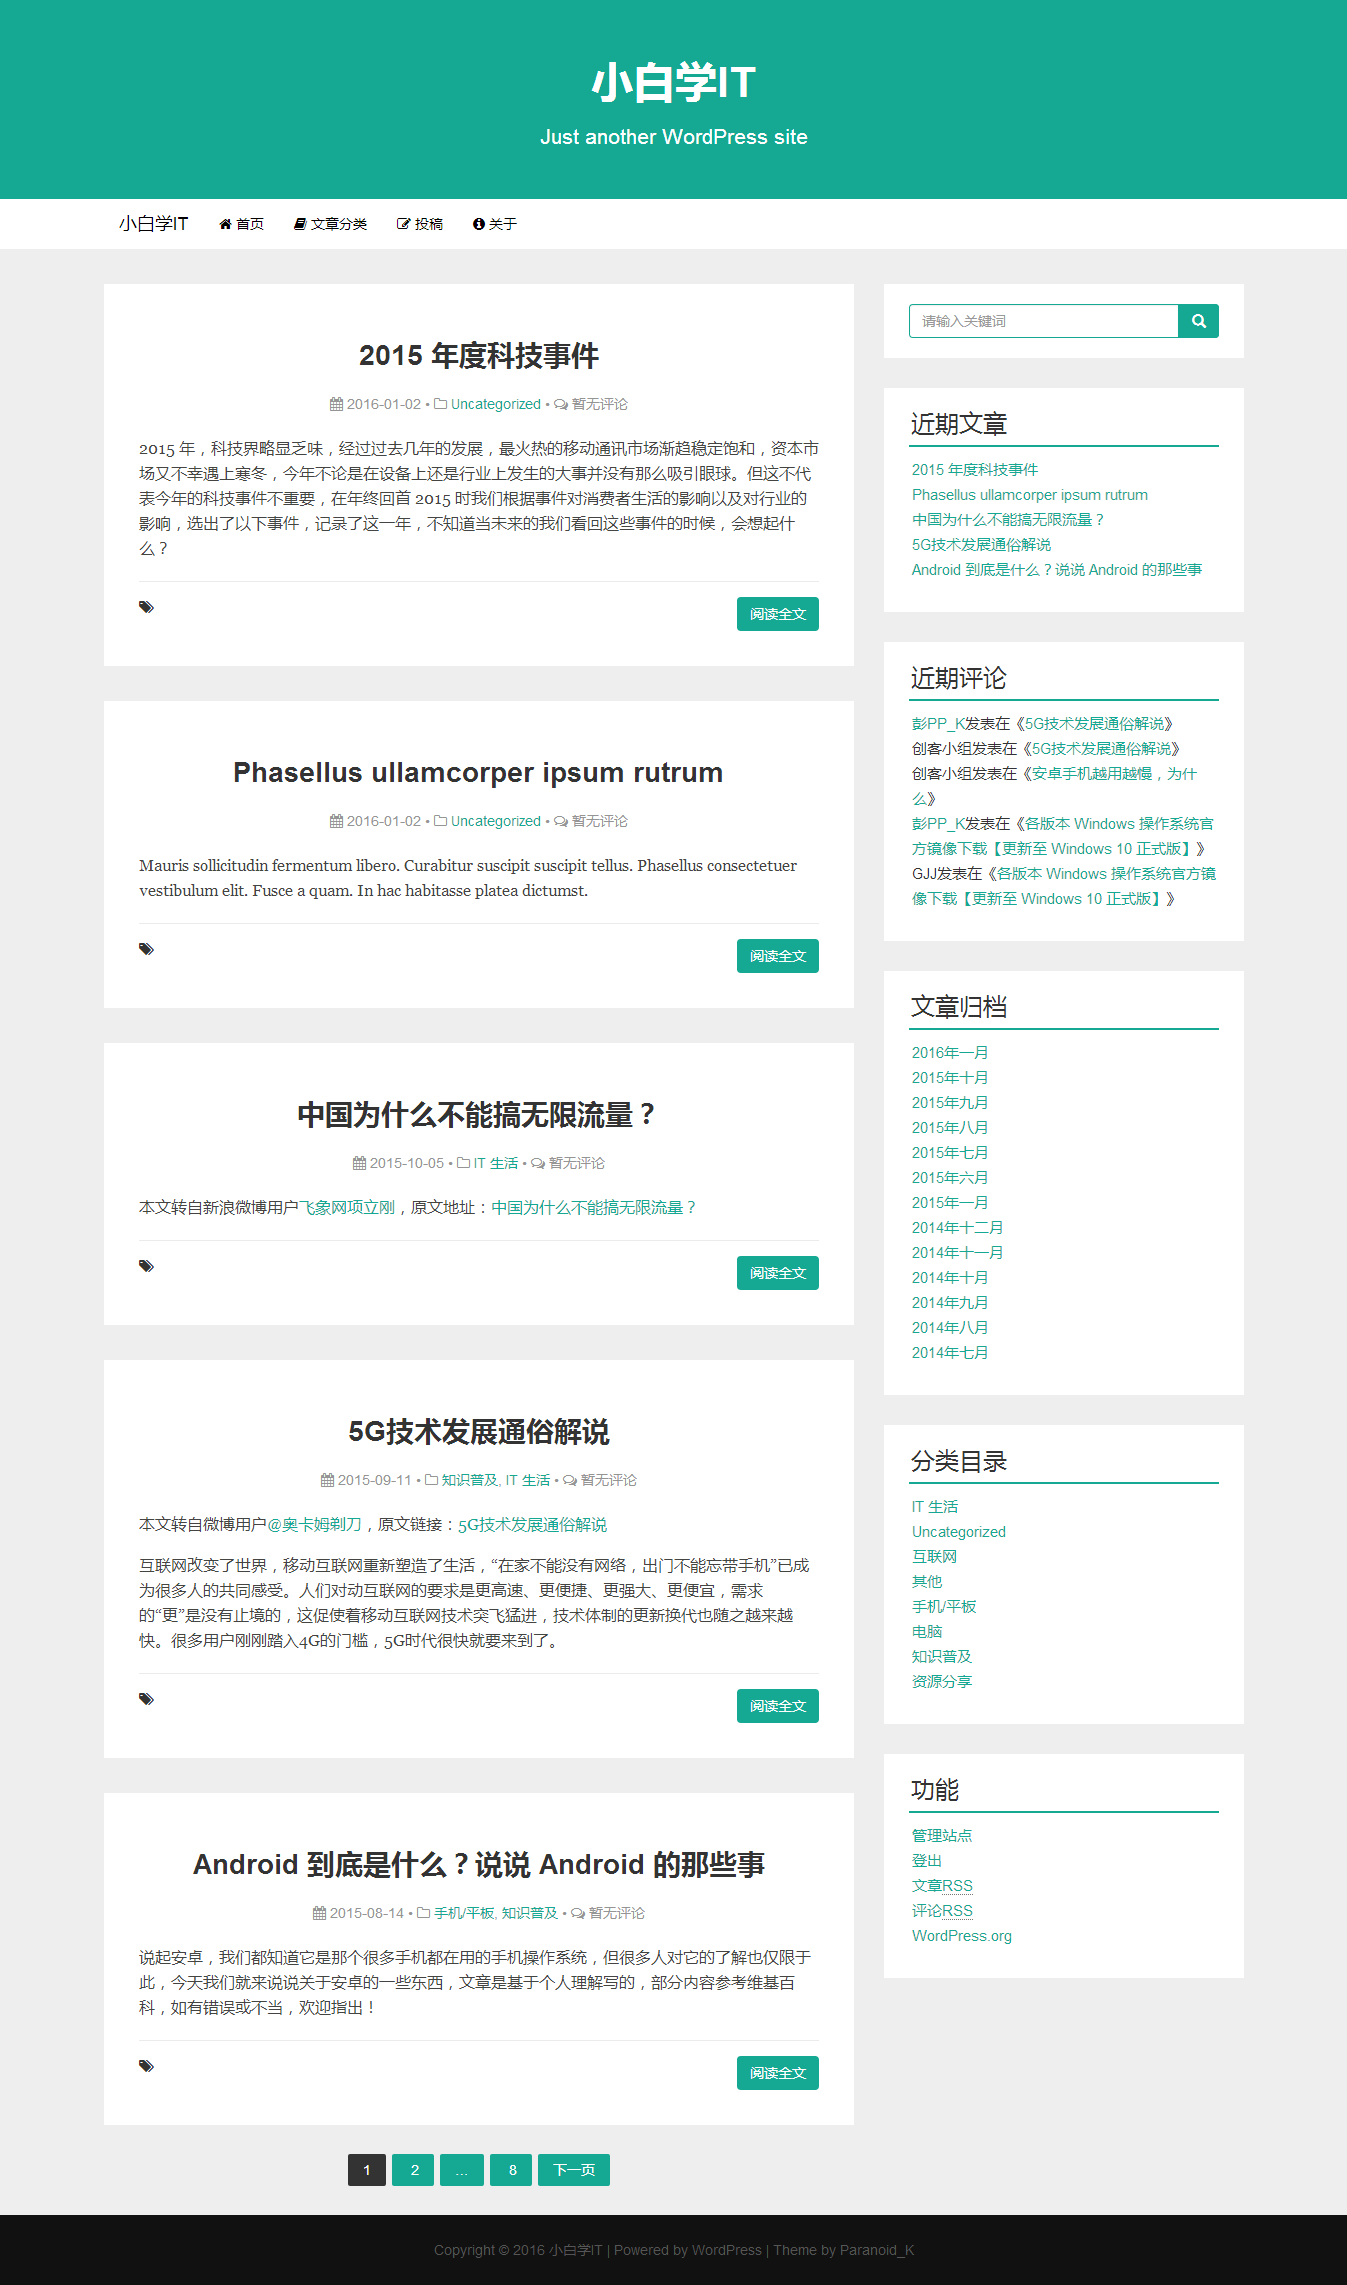 小白学IT
Just another WordPress site
小白学IT 首页 文章分类 投稿 关于
2015 年度科技事件
2016-01-02 • Uncategorized • 暂无评论
2015 年，科技界略显乏味，经过过去几年的发展，最火热的移动通讯市场渐趋稳定饱和，资本市
场又不幸遇上寒冬，今年不论是在设备上还是行业上发生的大事并没有那么吸引眼球。但这不代
表今年的科技事件不重要，在年终回首 2015 时我们根据事件对消费者生活的影响以及对行业的
影响，选出了以下事件，记录了这一年，不知道当未来的我们看回这些事件的时候，会想起什
么？
阅读全文
Phasellus ullamcorper ipsum rutrum
2016-01-02 • Uncategorized • 暂无评论
Mauris sollicitudin fermentum libero. Curabitur suscipit suscipit tellus. Phasellus consectetuer
vestibulum elit. Fusce a quam. In hac habitasse platea dictumst.
阅读全文
中国为什么不能搞无限流量？
2015-10-05 • IT 生活 • 暂无评论
本文转自新浪微博用户飞象网项立刚，原文地址：中国为什么不能搞无限流量？
阅读全文
5G技术发展通俗解说
2015-09-11 • 知识普及, IT 生活 • 暂无评论
本文转自微博用户@奥卡姆剃刀，原文链接：5G技术发展通俗解说
互联网改变了世界，移动互联网重新塑造了生活，“在家不能没有网络，出门不能忘带手机”已成
为很多人的共同感受。人们对动互联网的要求是更高速、更便捷、更强大、更便宜，需求
的“更”是没有止境的，这促使着移动互联网技术突飞猛进，技术体制的更新换代也随之越来越
快。很多用户刚刚踏入4G的门槛，5G时代很快就要来到了。
阅读全文
Android 到底是什么？说说 Android 的那些事
2015-08-14 • 手机/平板, 知识普及 • 暂无评论
说起安卓，我们都知道它是那个很多手机都在用的手机操作系统，但很多人对它的了解也仅限于
此，今天我们就来说说关于安卓的一些东西，文章是基于个人理解写的，部分内容参考维基百
科，如有错误或不当，欢迎指出！
阅读全文
1 2 ... 8 下一页
请输入关键词
近期文章
2015 年度科技事件
Phasellus ullamcorper ipsum rutrum
中国为什么不能搞无限流量？
5G技术发展通俗解说
Android 到底是什么？说说 Android 的那些事
近期评论
彭PP_K发表在《5G技术发展通俗解说》
创客小组发表在《5G技术发展通俗解说》
创客小组发表在《安卓手机越用越慢，为什
么》
彭PP_K发表在《各版本 Windows 操作系统官
方镜像下载【更新至 Windows 10 正式版】》
GJJ发表在《各版本 Windows 操作系统官方镜
像下载【更新至 Windows 10 正式版】》
文章归档
2016年一月
2015年十月
2015年九月
2015年八月
2015年七月
2015年六月
2015年一月
2014年十二月
2014年十一月
2014年十月
2014年九月
2014年八月
2014年七月
分类目录
IT 生活
Uncategorized
互联网
其他
手机/平板
电脑
知识普及
资源分享
功能
管理站点
登出
文章RSS
评论RSS
WordPress.org
Copyright © 2016 小白学IT | Powered by WordPress | Theme by Paranoid_K